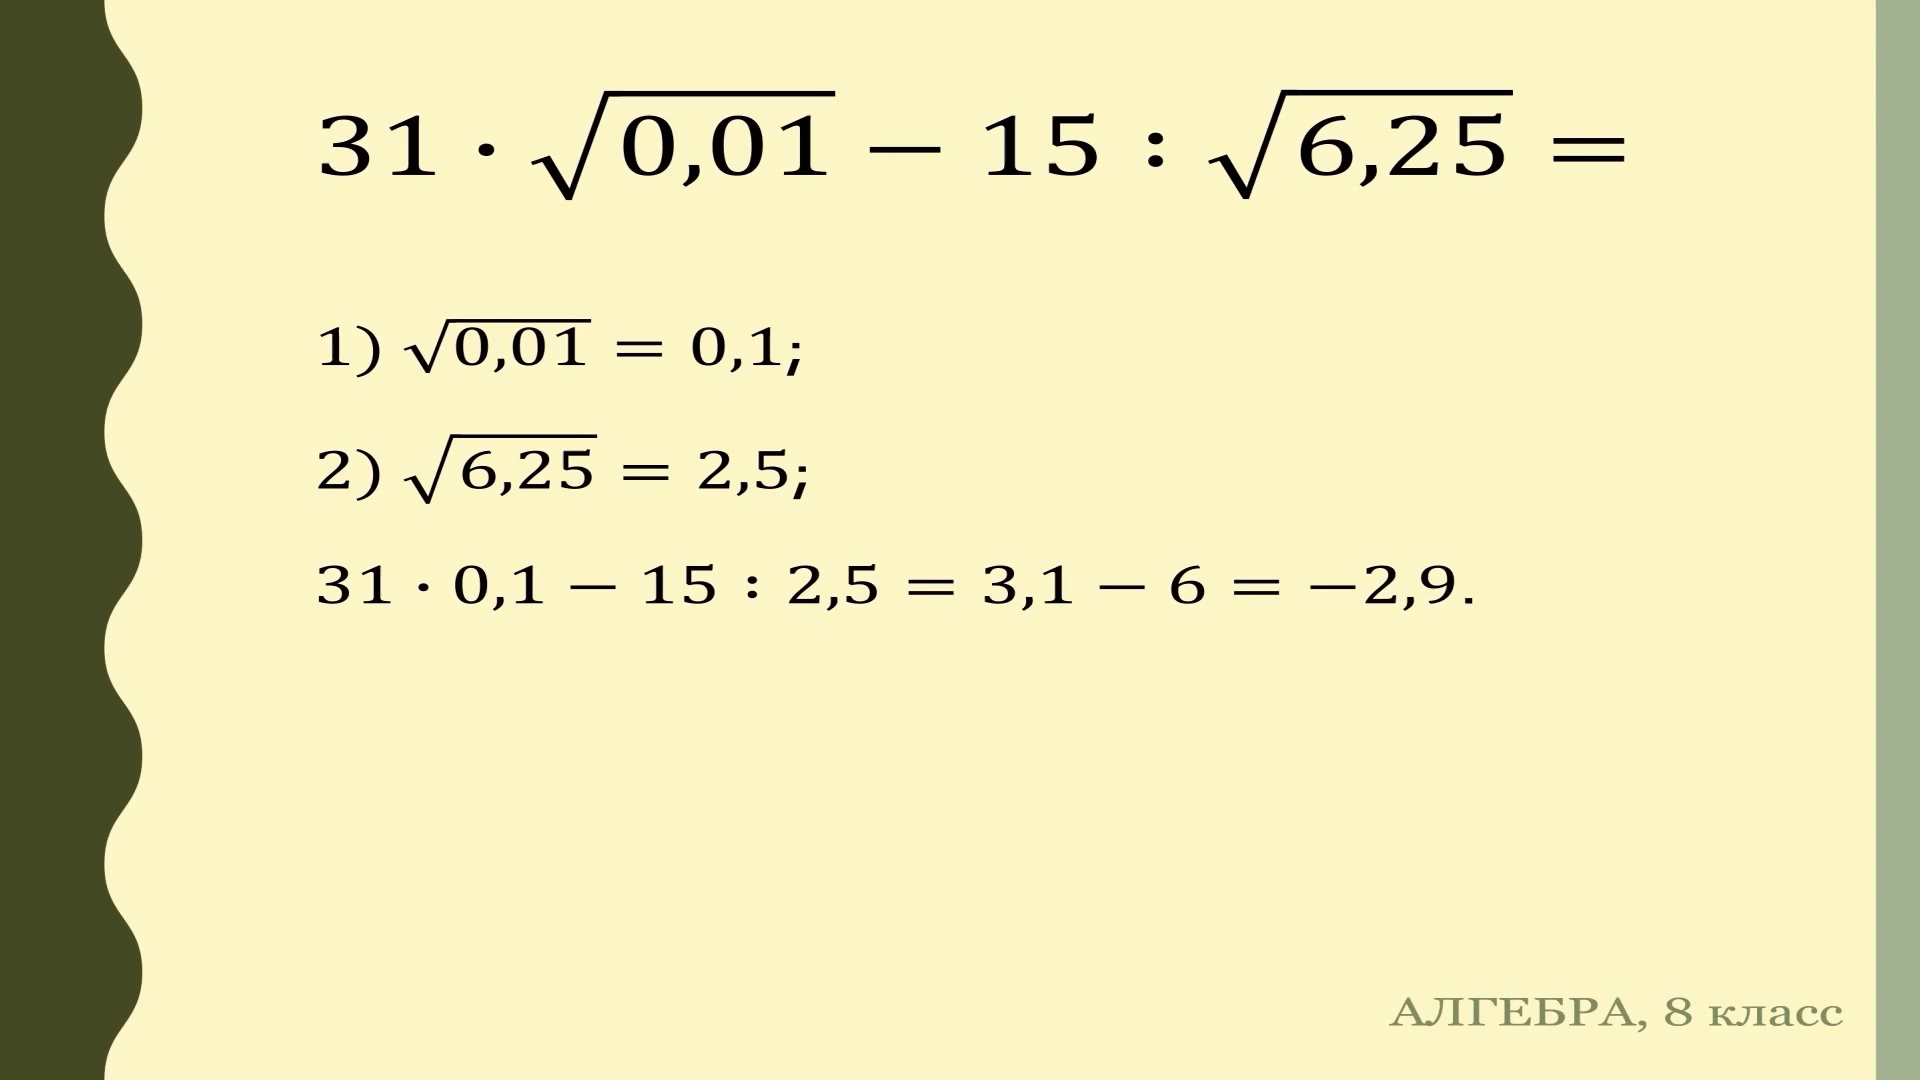 31 · √0,01 − 15 : √6,25 =
1) √0,01 = 0,1;
2) √6,25 = 2,5;
31 · 0,1 − 15 : 2,5 = 3,1 − 6 = −2,9.
АЛГЕБРА, 8 класс